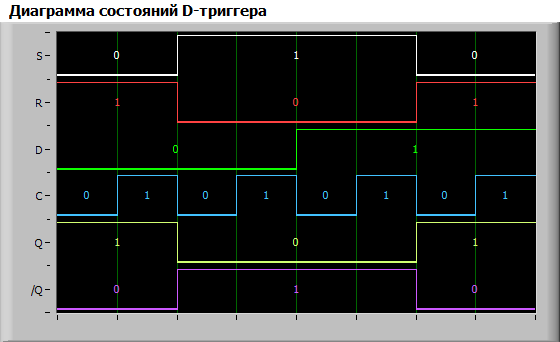 Диаграмма состояний D-триггера
S 0 1 0
R 1 0 1
D 0 1
C 0 1 0 1 0 1 0 1
Q 1 0 1
/Q 0 1 0